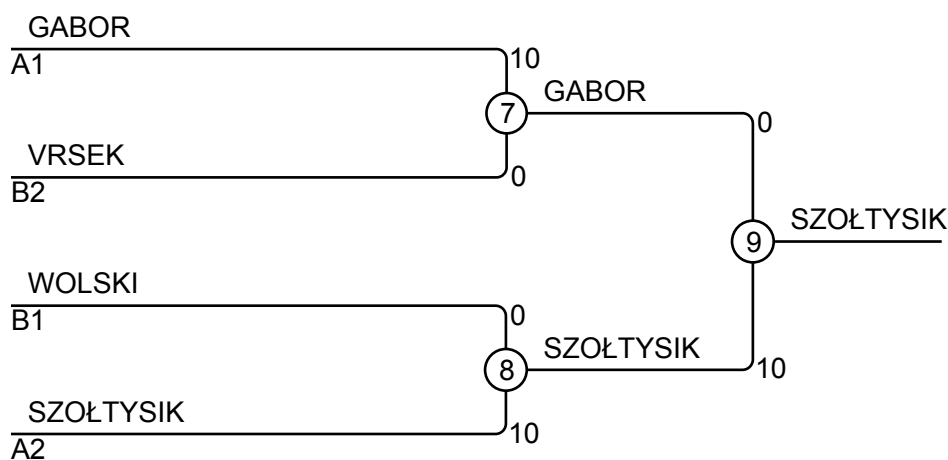 GABOR
A1
10
7
GABOR
0
VRSEK
B2
0
9
SZOŁTYSIK
WOLSKI
B1
0
8
SZOŁTYSIK
10
SZOŁTYSIK
A2
10